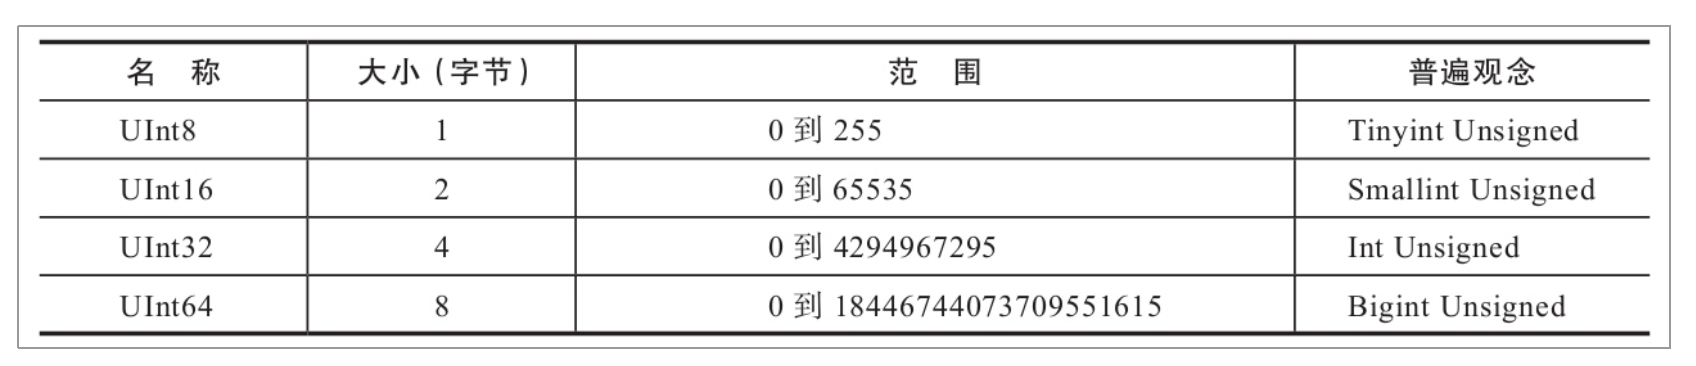 名 称 大小(字节) 范 围 普遍观念
UInt8 1 0 到 255 Tinyint Unsigned
UInt16 2 0 到 65535 Smallint Unsigned
UInt32 4 0 到 4294967295 Int Unsigned
UInt64 8 0 到 18446744073709551615 Bigint Unsigned